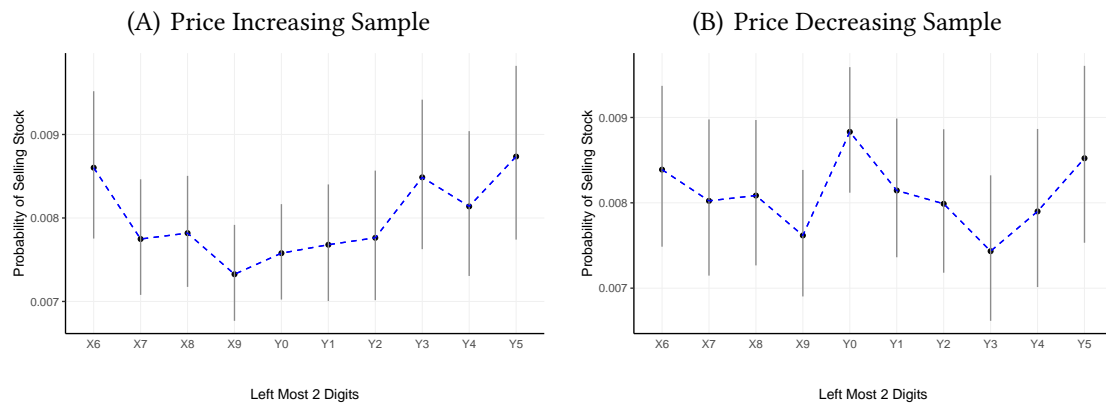 (A) Price Increasing Sample
Probability of Selling Stock
0.009
0.008
0.007
X6 X7 X8 X9 Y0 Y1 Y2 Y3 Y4 Y5
Left Most 2 Digits
(B) Price Decreasing Sample
Probability of Selling Stock
0.009
0.008
0.007
X6 X7 X8 X9 Y0 Y1 Y2 Y3 Y4 Y5
Left Most 2 Digits